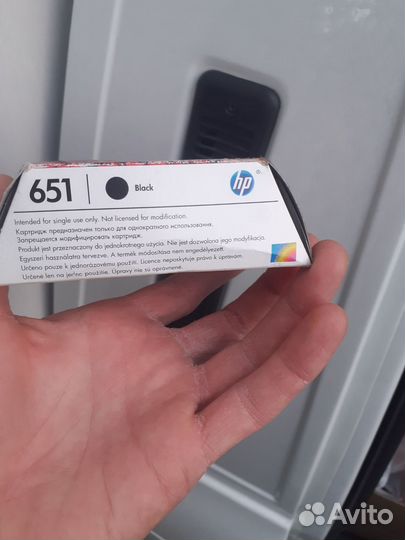 651
Black
hp
®
Intended for single use only. Not licensed for modification.
Картридж предназначен только для однократного использования.
Запрещается модифицировать картридж.
Produkt jest przeznaczony do jednokrotnego użycia. Nie jest dozwolona jego modyfikacja.
Egyszeri használatra tervezve. A termék módosítása nem engedélyezett.
Určeno pouze k jednorázovému použití. Licence neposkytuje právo k úpravám.
Určené len na jedno použitie. Úpravy nie sú oprávnené.
Avito